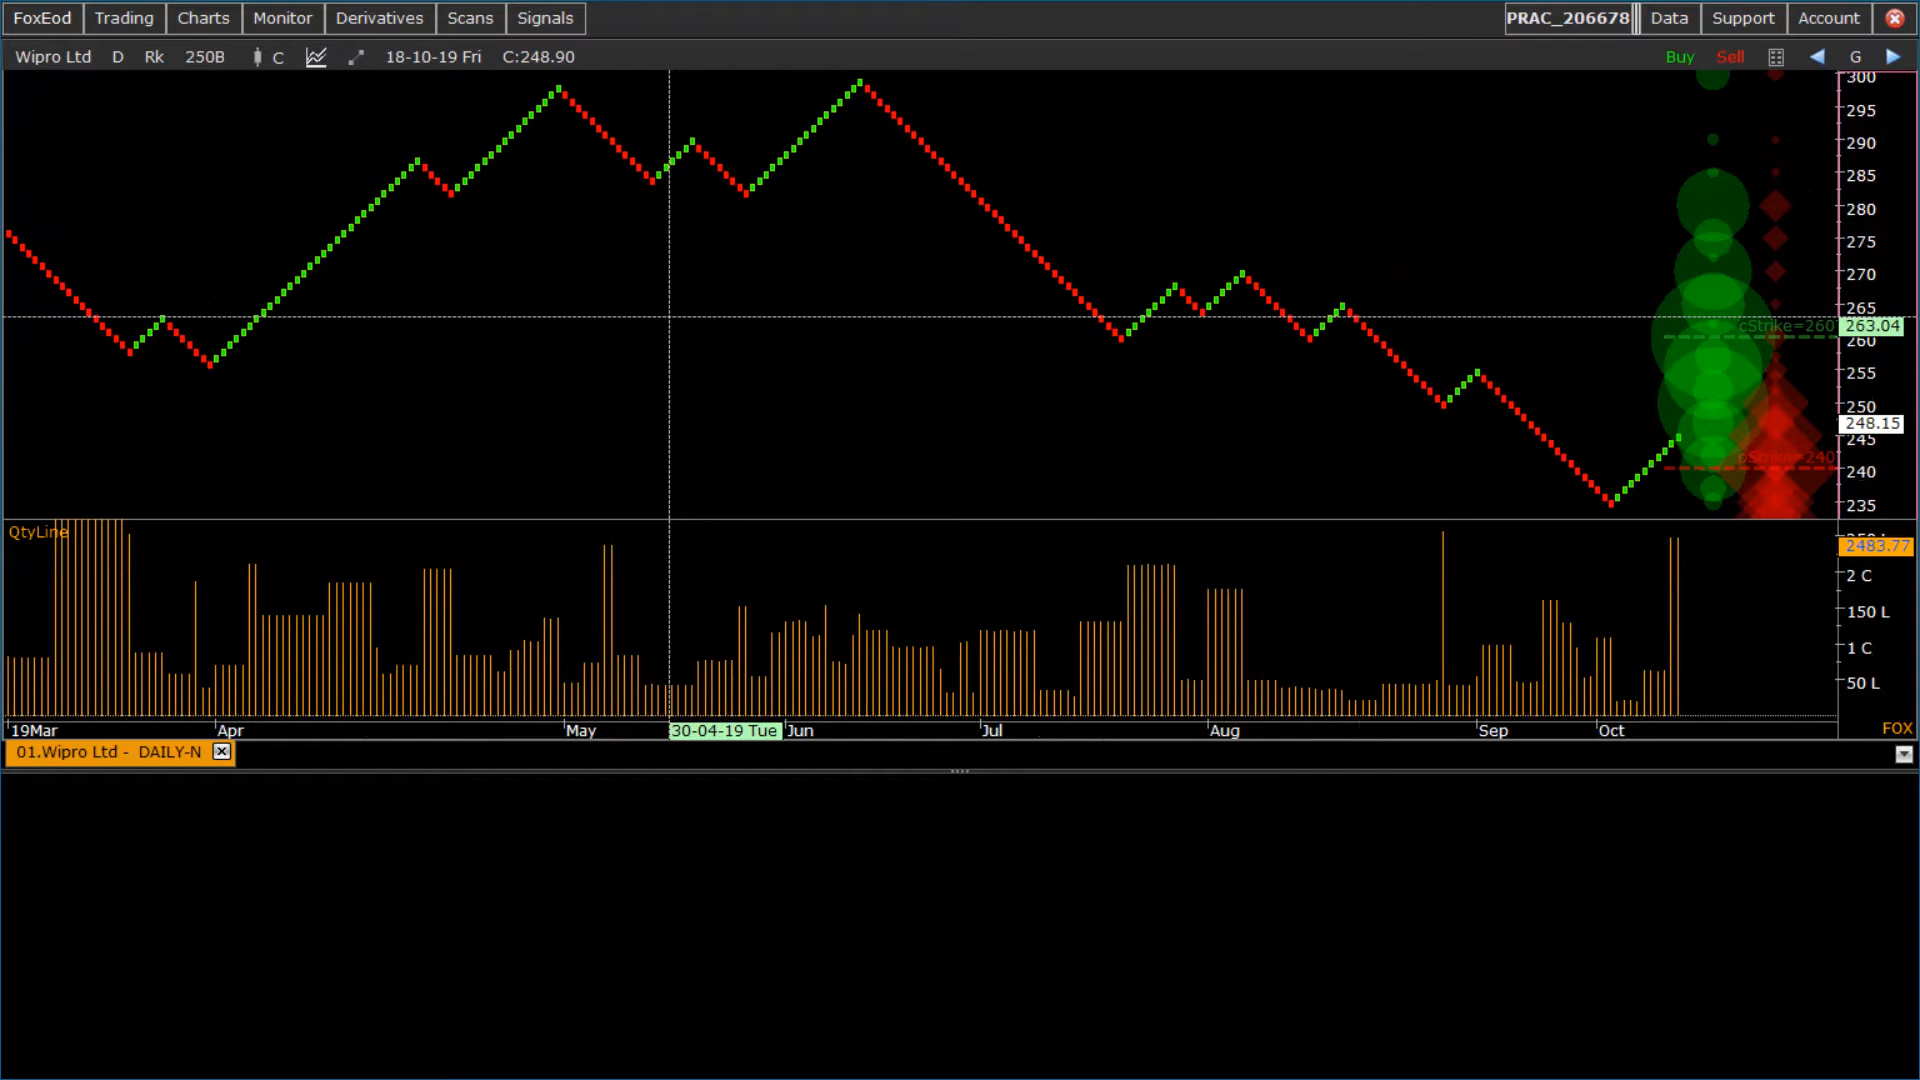 FoxEod Trading Charts Monitor Derivatives Scans Signals PRAC_206678 Data Support Account
Wipro Ltd D Rk 250B C 18-10-19 Fri C:248.90 Buy Sell G
300
295
290
285
280
275
270
265
cStrike=260 263.04
260
255
250
248.15
245
pStrike=240 240
235
QtyLine
2483.77
2 C
150 L
1 C
50 L
19Mar Apr May 30-04-19 Tue Jun Jul Aug Sep Oct FOX
01.Wipro Ltd - DAILY-N